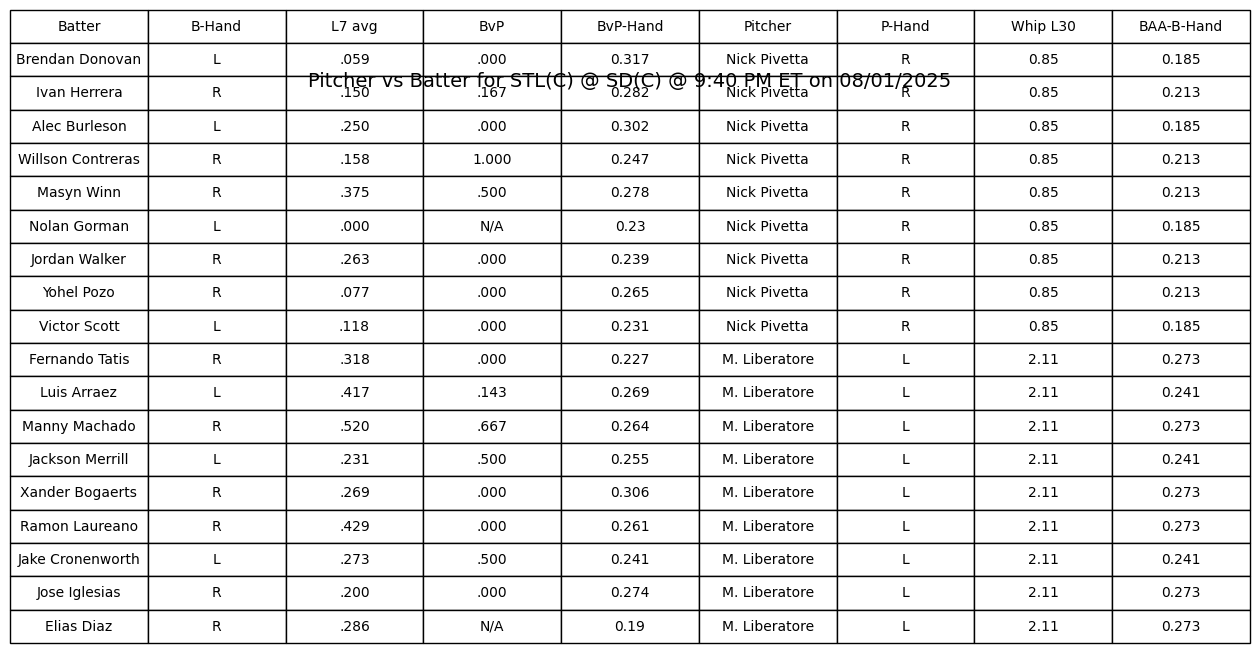 Batter B-Hand L7 avg BvP BvP-Hand Pitcher P-Hand Whip L30 BAA-B-Hand
Brendan Donovan L .059 .000 0.317 Nick Pivetta R 0.85 0.185
Pitcher vs Batter for STL(C) @ SD(C) @ 9:40 PM ET on 08/01/2025
Ivan Herrera R .150 .167 0.282 Nick Pivetta R 0.85 0.213
Alec Burleson L .250 .000 0.302 Nick Pivetta R 0.85 0.185
Willson Contreras R .158 1.000 0.247 Nick Pivetta R 0.85 0.213
Masyn Winn R .375 .500 0.278 Nick Pivetta R 0.85 0.213
Nolan Gorman L .000 N/A 0.23 Nick Pivetta R 0.85 0.185
Jordan Walker R .263 .000 0.239 Nick Pivetta R 0.85 0.213
Yohel Pozo R .077 .000 0.265 Nick Pivetta R 0.85 0.213
Victor Scott L .118 .000 0.231 Nick Pivetta R 0.85 0.185
Fernando Tatis R .318 .000 0.227 M. Liberatore L 2.11 0.273
Luis Arraez L .417 .143 0.269 M. Liberatore L 2.11 0.241
Manny Machado R .520 .667 0.264 M. Liberatore L 2.11 0.273
Jackson Merrill L .231 .500 0.255 M. Liberatore L 2.11 0.241
Xander Bogaerts R .269 .000 0.306 M. Liberatore L 2.11 0.273
Ramon Laureano R .429 .000 0.261 M. Liberatore L 2.11 0.273
Jake Cronenworth L .273 .500 0.241 M. Liberatore L 2.11 0.241
Jose Iglesias R .200 .000 0.274 M. Liberatore L 2.11 0.273
Elias Diaz R .286 N/A 0.19 M. Liberatore L 2.11 0.273